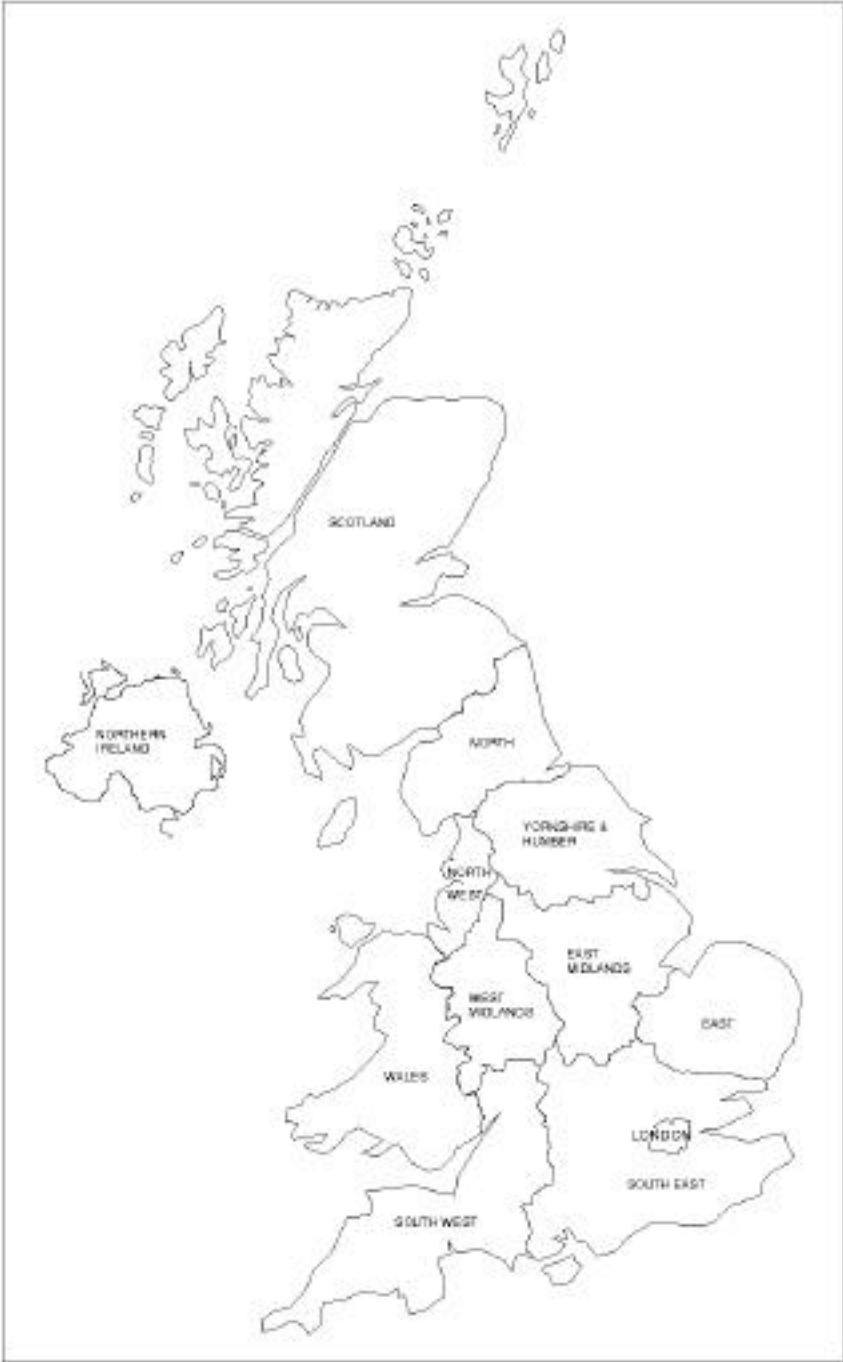 SCOTLAND
NORTHERN
IRELAND
NORTH
YORKSHIRE &
HUMBER
NORTH
WEST
EAST
MIDLANDS
WEST
MIDLANDS
EAST
WALES
LONDON
SOUTH EAST
SOUTH WEST